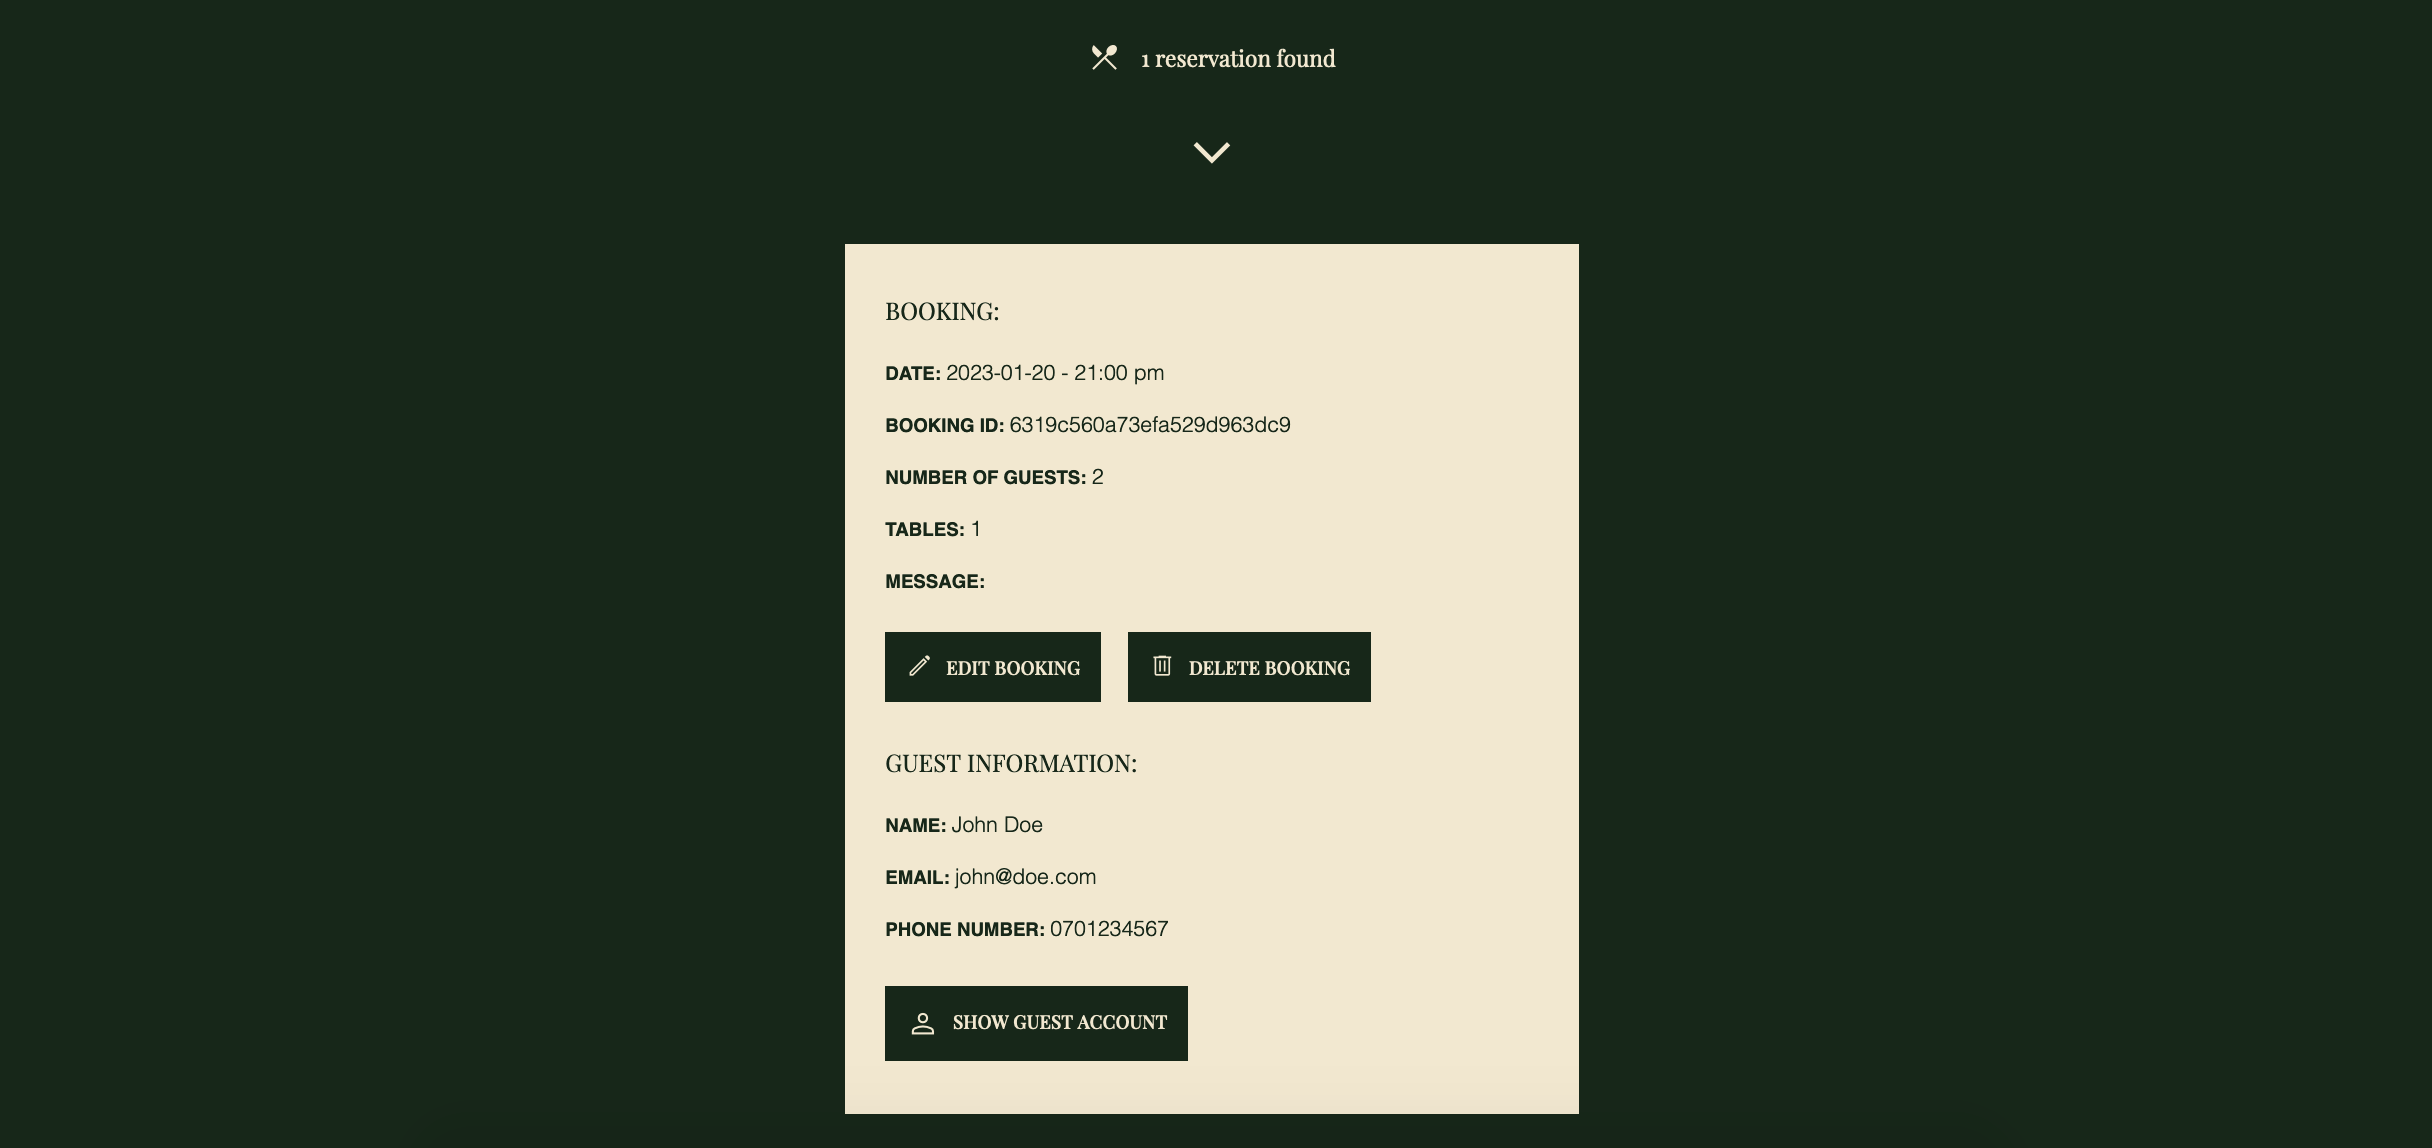 1 reservation found
BOOKING:
DATE: 2023-01-20 - 21:00 pm
BOOKING ID: 6319c560a73efa529d963dc9
NUMBER OF GUESTS: 2
TABLES: 1
MESSAGE:
EDIT BOOKING
DELETE BOOKING
GUEST INFORMATION:
NAME: John Doe
EMAIL: john@doe.com
PHONE NUMBER: 0701234567
SHOW GUEST ACCOUNT